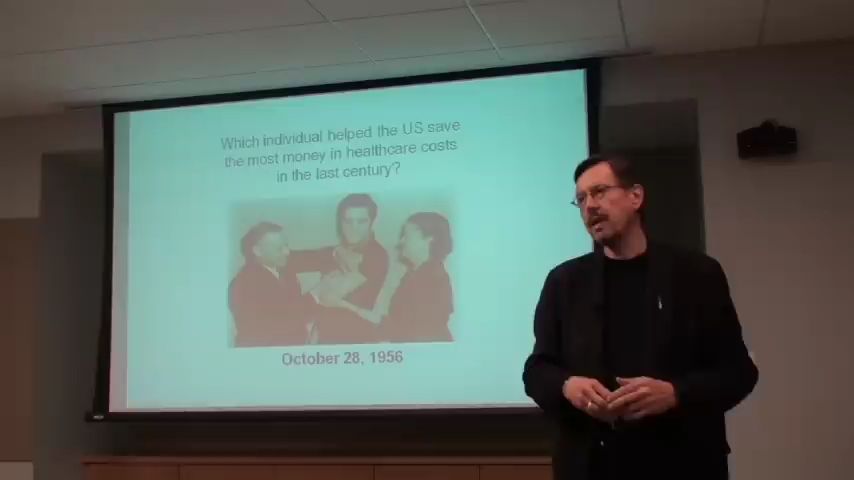 Which individual helped the US save
the most money in healthcare costs
in the last century?
October 28, 1956